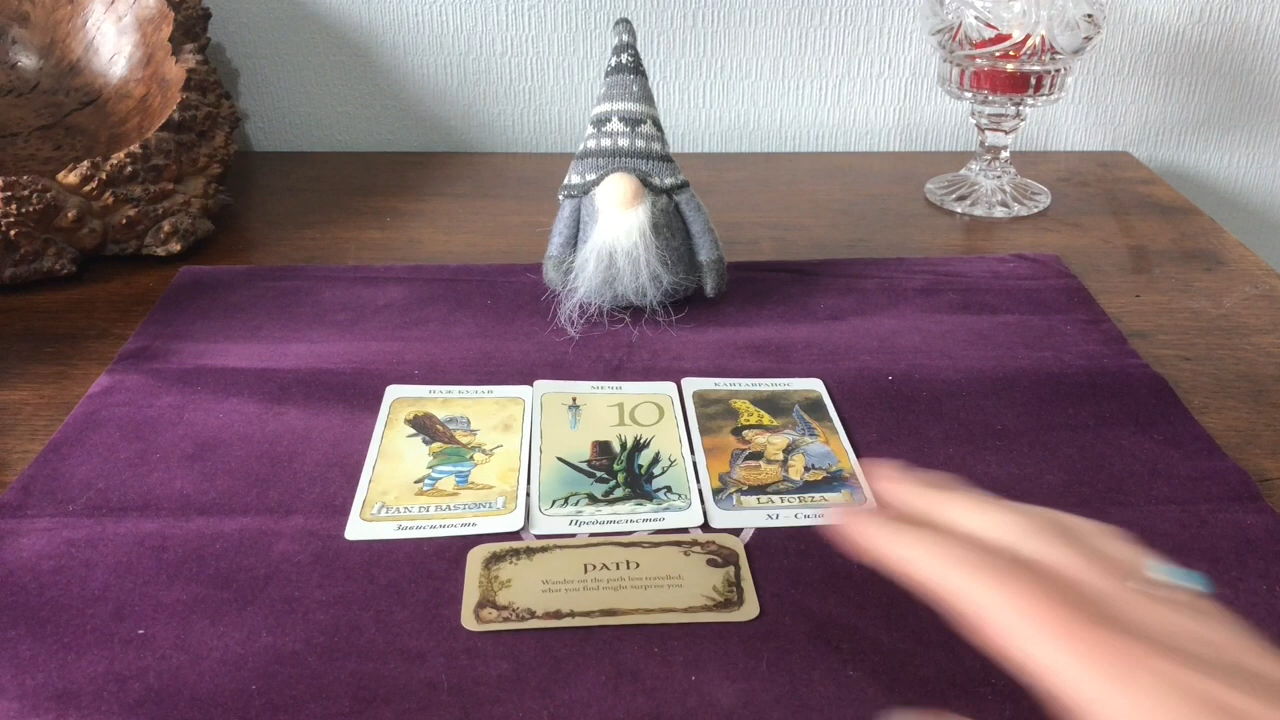 ПАЖ БУЛАВ
FAN. DI BASTONI
Зависимость
МЕЧИ
10
Предательство
КАНТАВРАНОС
LA FORZA
XI – Сила
PATH
Wander on the path less travelled;
what you find might surprise you.